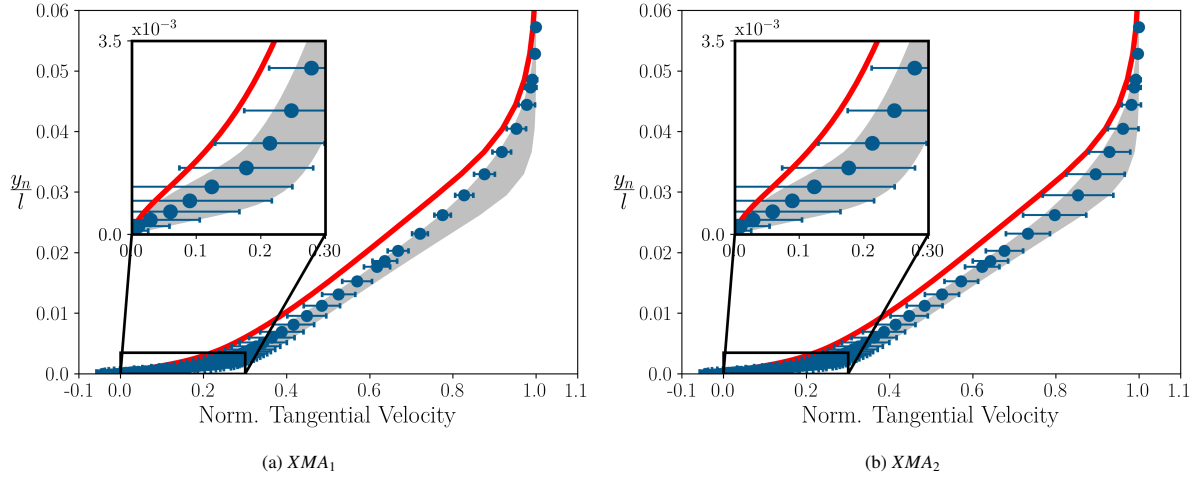 0.06
0.05
0.04
0.03
0.02
0.01
0.0
y_n
l
x10^{-3}
3.5
0.0
0.0 0.1 0.2 0.30
-0.1 0.0 0.2 0.4 0.6 0.8 1.0 1.1
Norm. Tangential Velocity
(a) XMA_1
0.06
0.05
0.04
0.03
0.02
0.01
0.0
y_n
l
x10^{-3}
3.5
0.0
0.0 0.1 0.2 0.30
-0.1 0.0 0.2 0.4 0.6 0.8 1.0 1.1
Norm. Tangential Velocity
(b) XMA_2